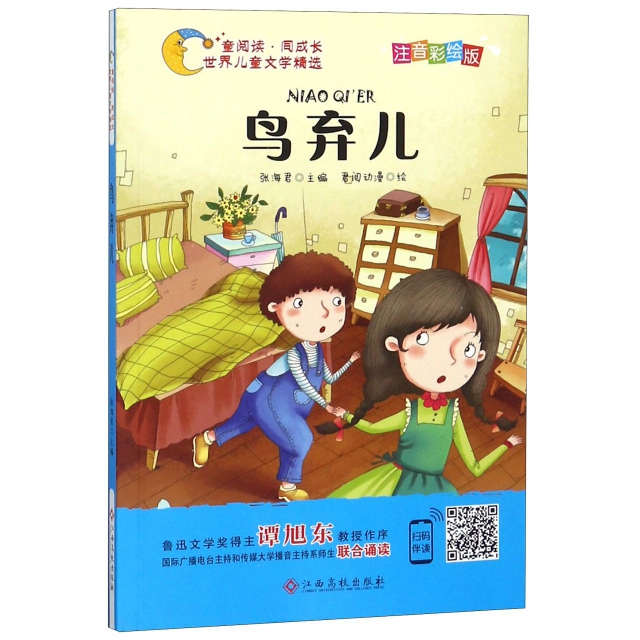 童阅读·同成长
世界儿童文学精选
注音彩绘版
NIAO QI'ER
鸟弃儿
张海君◎主编 君阅动漫◎绘
鸟弃儿
鲁迅文学奖得主谭旭东教授作序
国际广播电台主持和传媒大学播音主持系师生联合诵读
扫码
伴读
江西高校出版社